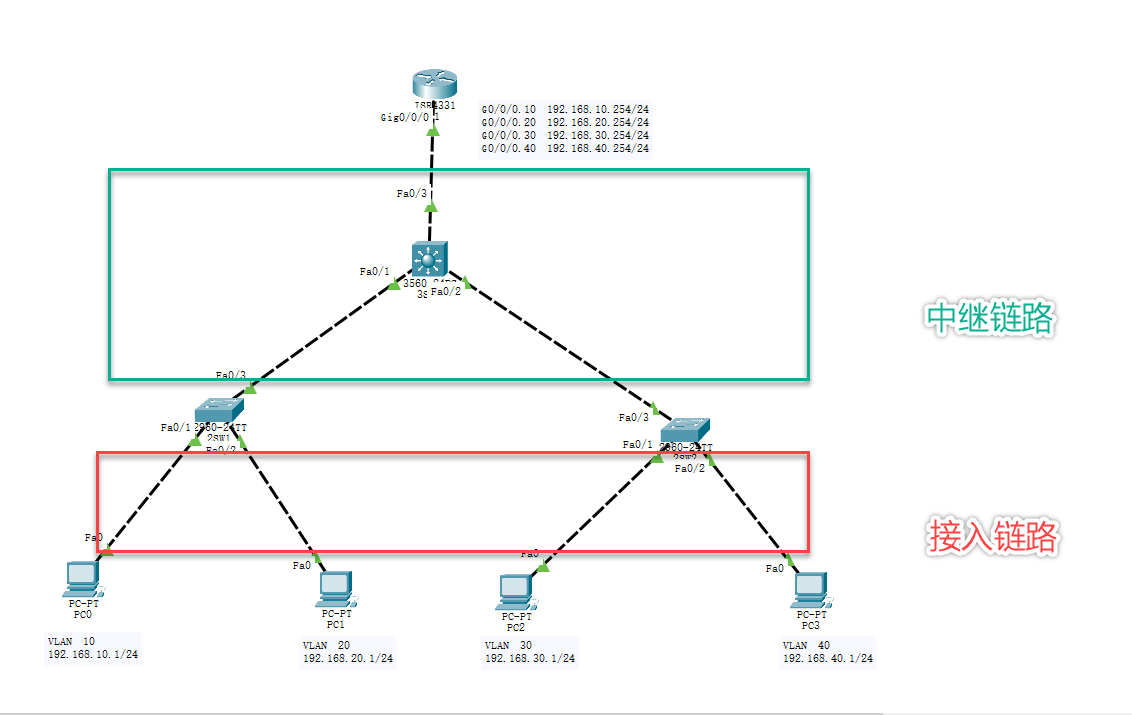 ISR4331
Gig0/0/0
G0/0/0.10 192.168.10.254/24
G0/0/0.20 192.168.20.254/24
G0/0/0.30 192.168.30.254/24
G0/0/0.40 192.168.40.254/24
Fa0/3
Fa0/1
Fa0/2
中继链路
Fa0/3
Fa0/1
2960-24TT
2SW1
Fa0/2
Fa0/3
Fa0/1
2960-24TT
2SW2
Fa0/2
接入链路
Fa0
Fa0
Fa0
Fa0
PC-PT
PC0
PC-PT
PC1
PC-PT
PC2
PC-PT
PC3
VLAN 10
192.168.10.1/24
VLAN 20
192.168.20.1/24
VLAN 30
192.168.30.1/24
VLAN 40
192.168.40.1/24